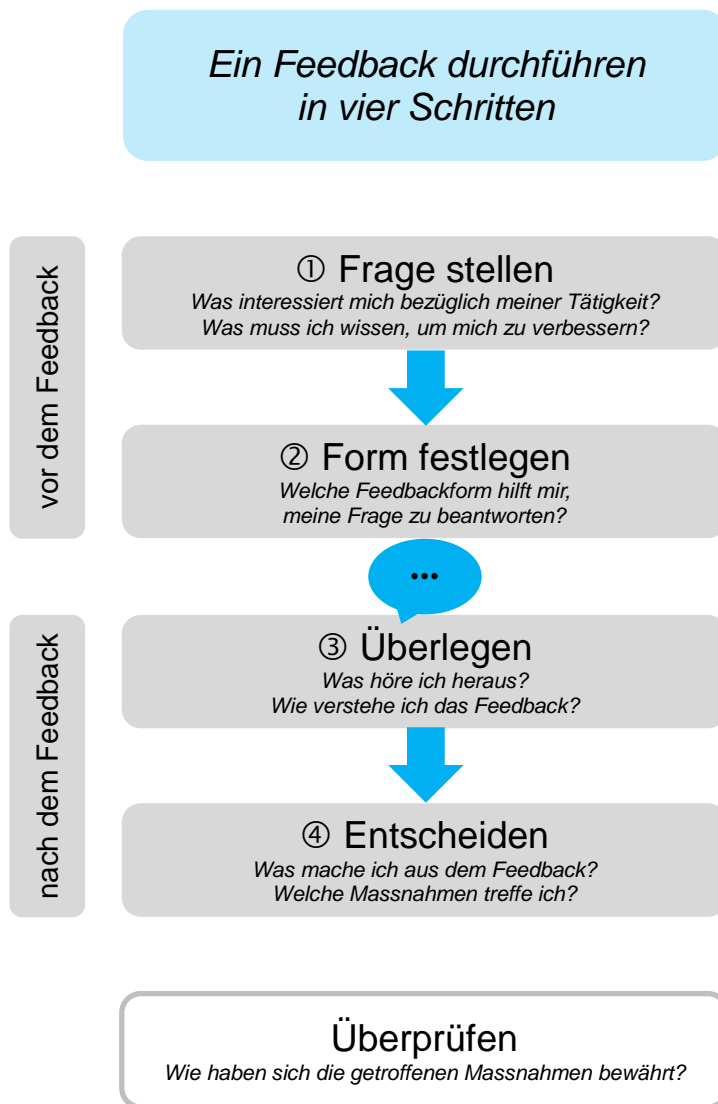 Ein Feedback durchführen
in vier Schritten
vor dem Feedback
① Frage stellen
Was interessiert mich bezüglich meiner Tätigkeit?
Was muss ich wissen, um mich zu verbessern?
② Form festlegen
Welche Feedbackform hilft mir,
meine Frage zu beantworten?
...
nach dem Feedback
③ Überlegen
Was höre ich heraus?
Wie verstehe ich das Feedback?
④ Entscheiden
Was mache ich aus dem Feedback?
Welche Massnahmen treffe ich?
Überprüfen
Wie haben sich die getroffenen Massnahmen bewährt?